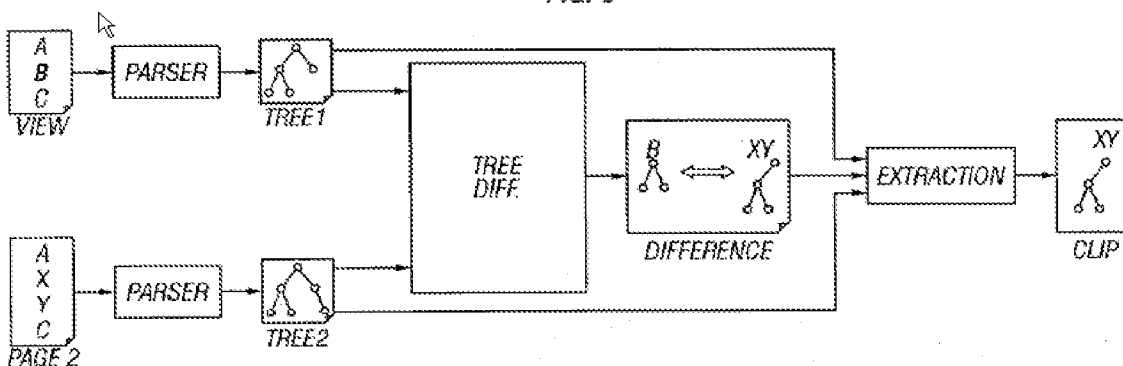 A
B
C
VIEW
PARSER
TREE1
TREE
DIFF.
B
XY
DIFFERENCE
EXTRACTION
XY
CLIP
A
X
Y
C
PAGE 2
PARSER
TREE2